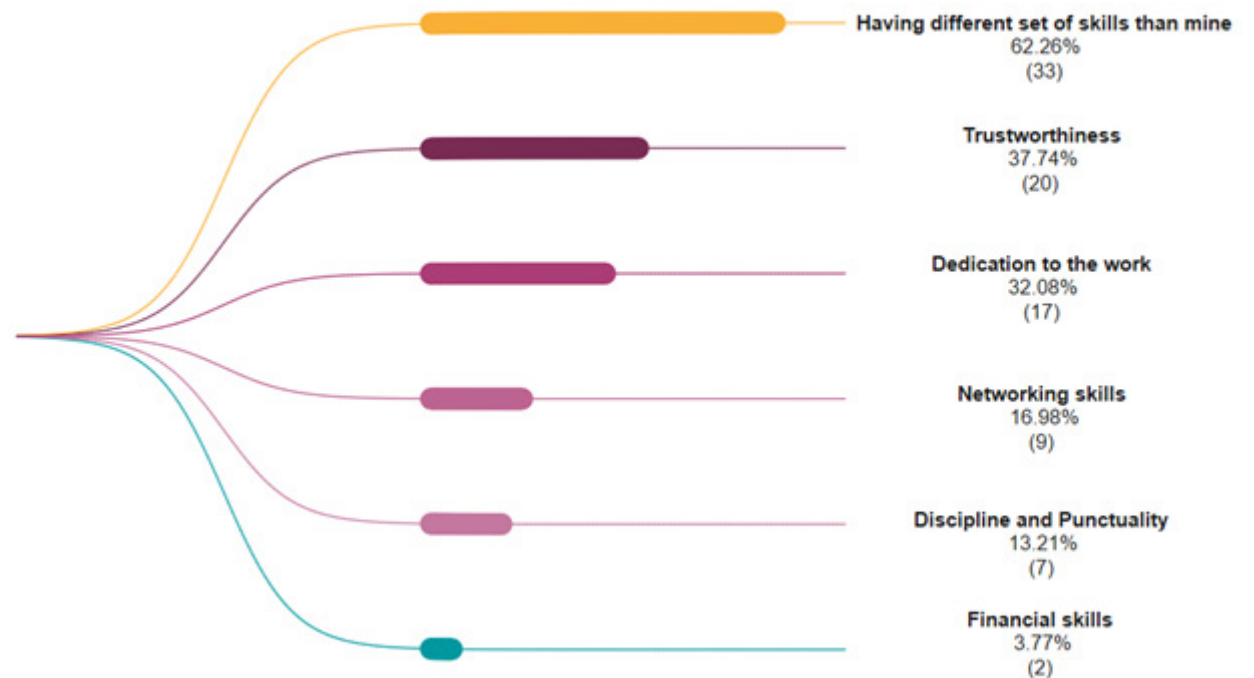 Having different set of skills than mine
62.26%
(33)
Trustworthiness
37.74%
(20)
Dedication to the work
32.08%
(17)
Networking skills
16.98%
(9)
Discipline and Punctuality
13.21%
(7)
Financial skills
3.77%
(2)